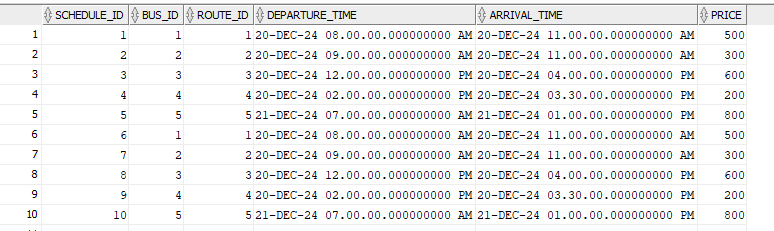 SCHEDULE_ID BUS_ID ROUTE_ID DEPARTURE_TIME ARRIVAL_TIME PRICE
1 1 1 1 20-DEC-24 08.00.00.000000000 AM 20-DEC-24 11.00.00.000000000 AM 500
2 2 2 2 20-DEC-24 09.00.00.000000000 AM 20-DEC-24 11.00.00.000000000 AM 300
3 3 3 3 20-DEC-24 12.00.00.000000000 PM 20-DEC-24 04.00.00.000000000 PM 600
4 4 4 4 20-DEC-24 02.00.00.000000000 PM 20-DEC-24 03.30.00.000000000 PM 200
5 5 5 5 21-DEC-24 07.00.00.000000000 AM 21-DEC-24 01.00.00.000000000 PM 800
6 6 1 1 20-DEC-24 08.00.00.000000000 AM 20-DEC-24 11.00.00.000000000 AM 500
7 7 2 2 20-DEC-24 09.00.00.000000000 AM 20-DEC-24 11.00.00.000000000 AM 300
8 8 3 3 20-DEC-24 12.00.00.000000000 PM 20-DEC-24 04.00.00.000000000 PM 600
9 9 4 4 20-DEC-24 02.00.00.000000000 PM 20-DEC-24 03.30.00.000000000 PM 200
10 10 5 5 21-DEC-24 07.00.00.000000000 AM 21-DEC-24 01.00.00.000000000 PM 800